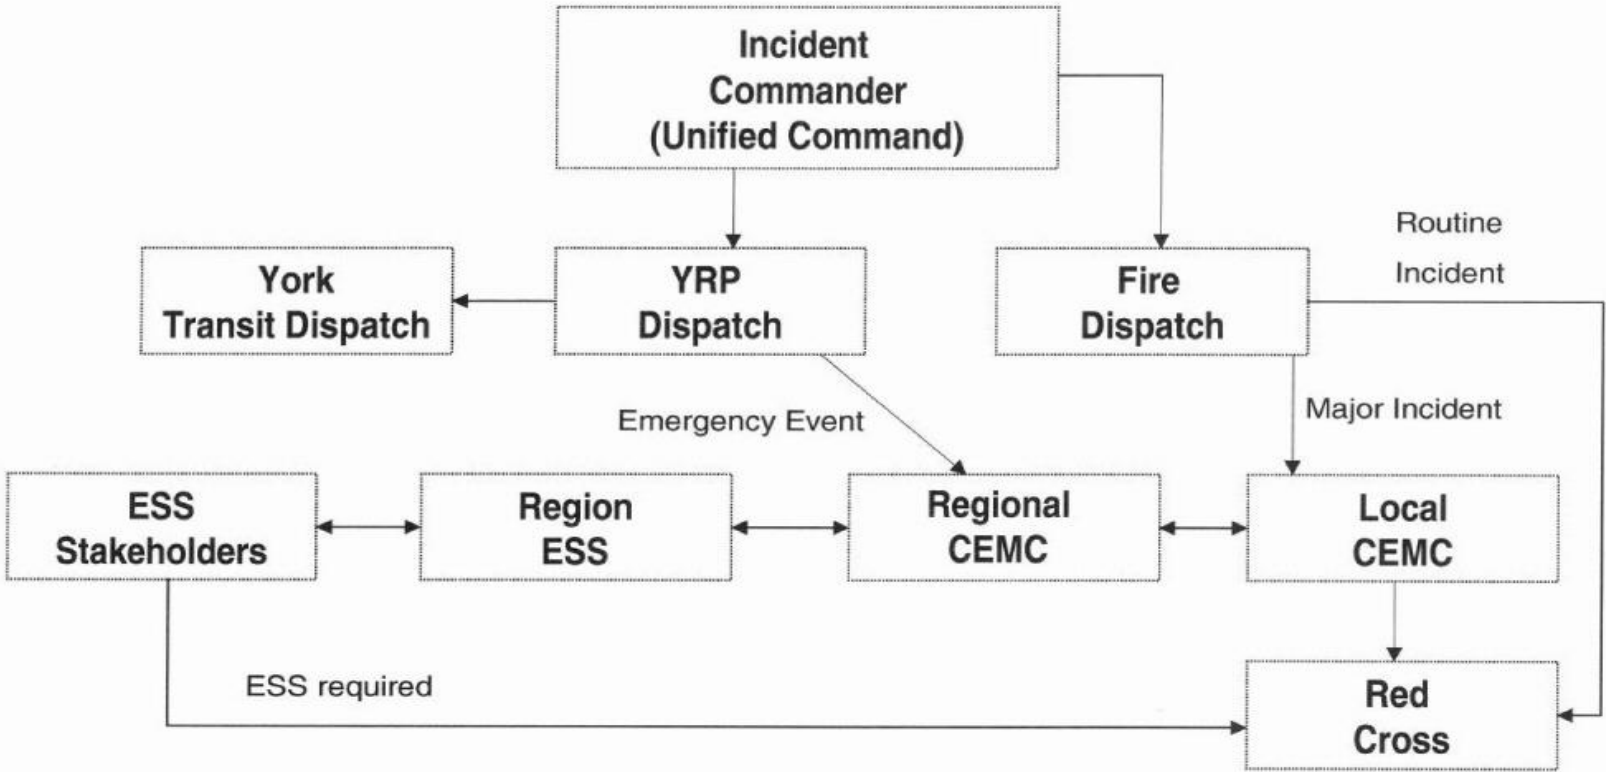 Incident
Commander
(Unified Command)
Routine
Incident
York
Transit Dispatch
YRP
Dispatch
Fire
Dispatch
Emergency Event
Major Incident
ESS
Stakeholders
Region
ESS
Regional
CEMC
Local
CEMC
ESS required
Red
Cross